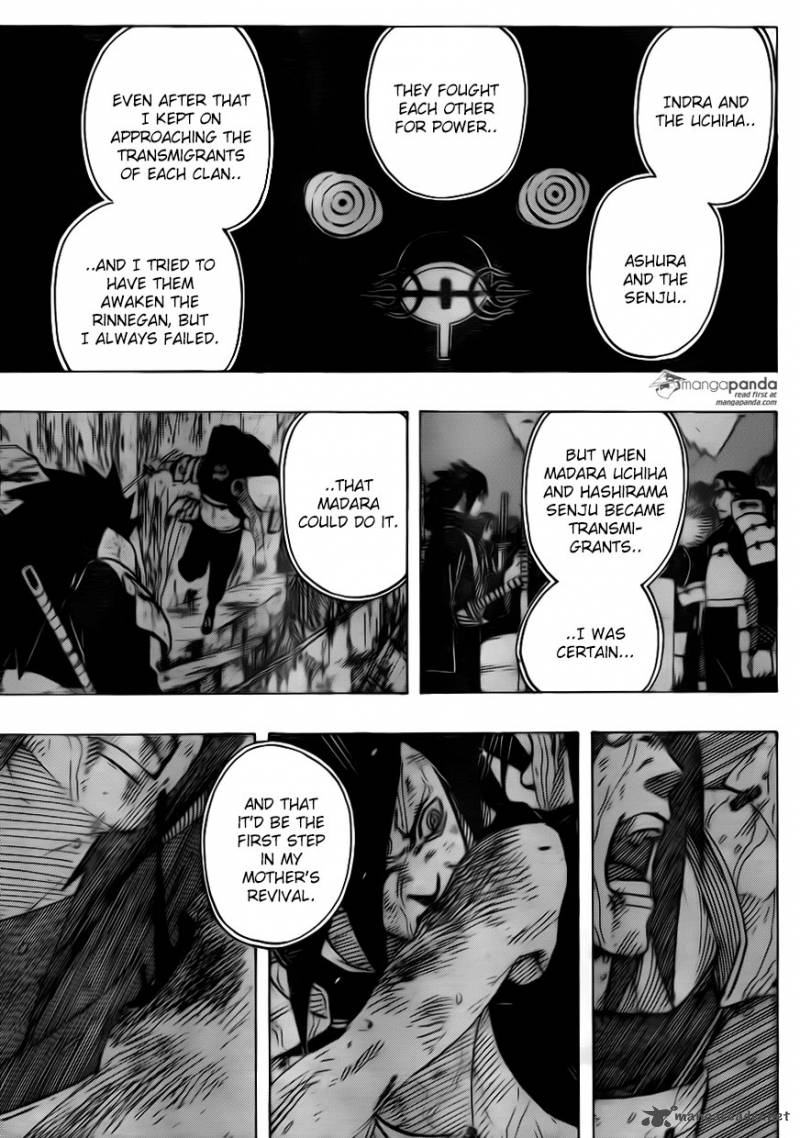 INDRA AND
THE UCHIHA..
ASHURA
AND THE
SENJU..
THEY FOUGHT
EACH OTHER
FOR POWER..
EVEN AFTER THAT
I KEPT ON
APPROACHING THE
TRANSMIGRANTS
OF EACH CLAN..
..AND I TRIED TO
HAVE THEM
AWAKEN THE
RINNEGAN, BUT
I ALWAYS FAILED.
mangapanda
read first at
mangapanda.com
BUT WHEN
MADARA UCHIHA
AND HASHIRAMA
SENJU BECAME
TRANSMI-
GRANTS..
..I WAS
CERTAIN...
..THAT
MADARA
COULD DO IT.
AND THAT
IT'D BE THE
FIRST STEP
IN MY
MOTHER'S
REVIVAL.